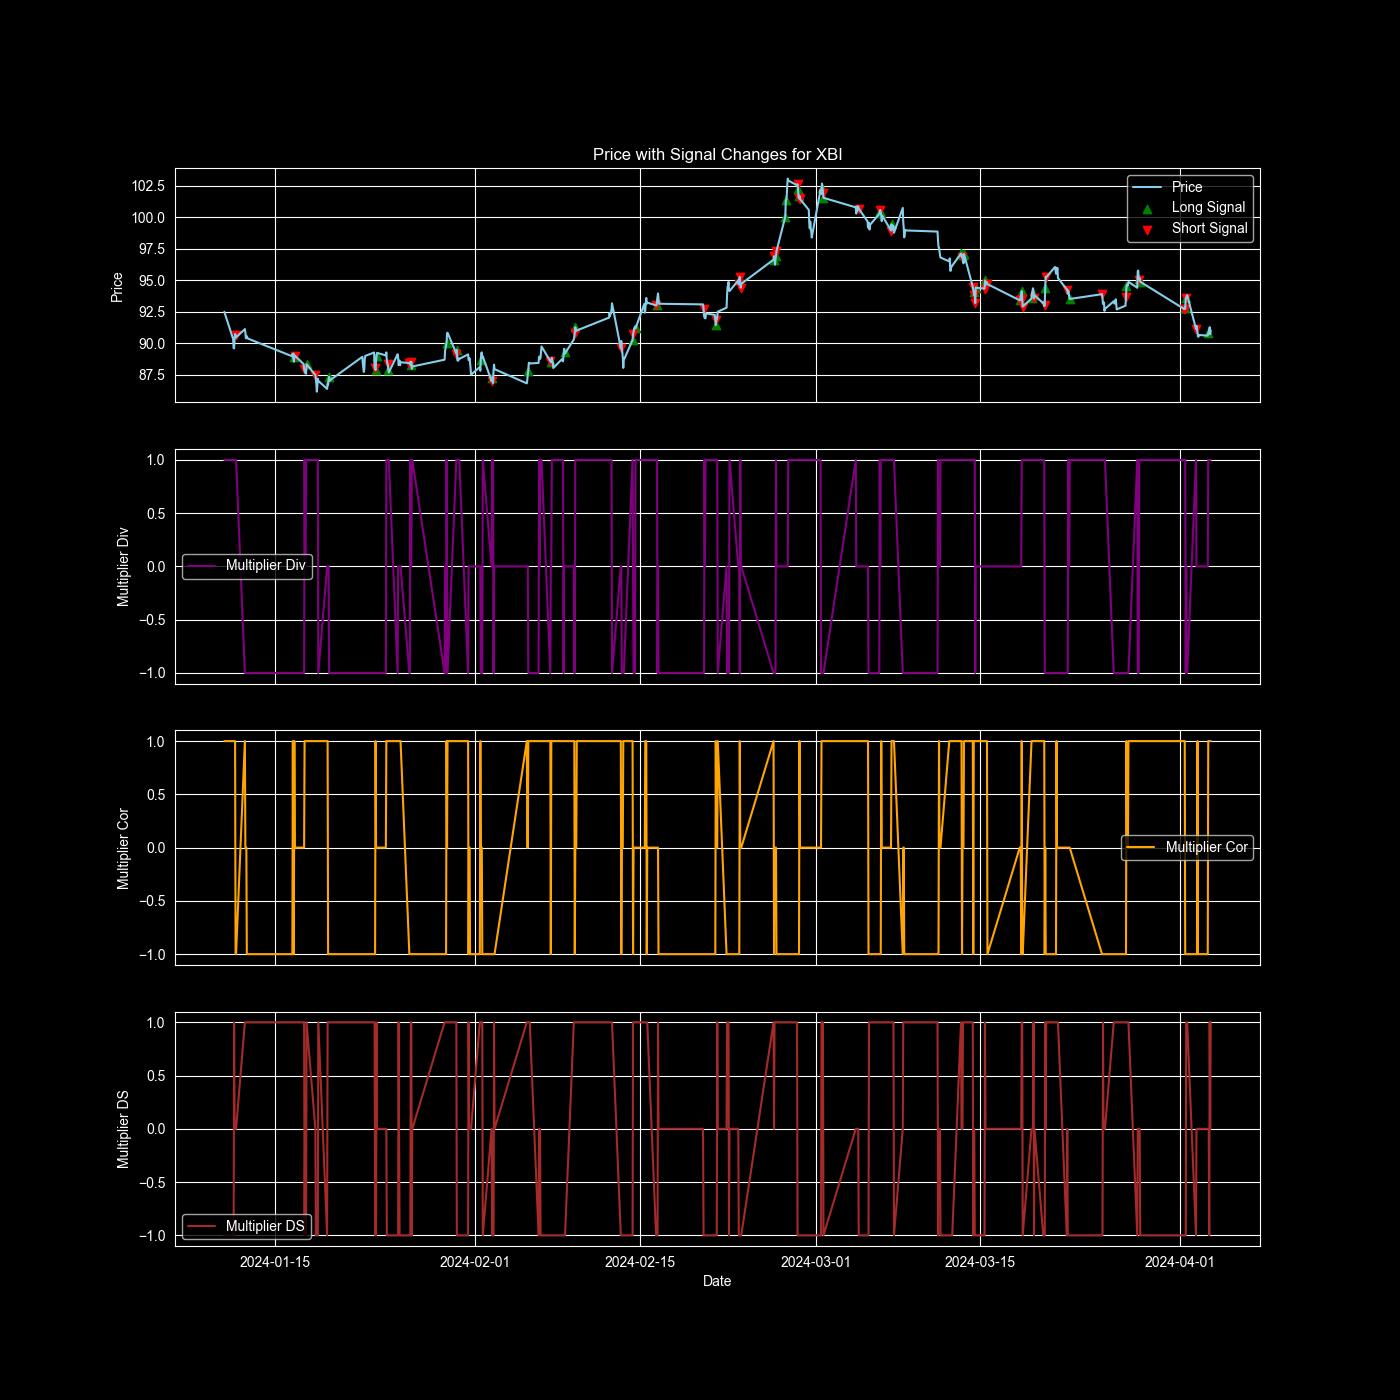 Price with Signal Changes for XBI
Price
102.5
100.0
97.5
95.0
92.5
90.0
87.5
Price
Long Signal
Short Signal
Multiplier Div
1.0
0.5
0.0
−0.5
−1.0
Multiplier Div
Multiplier Cor
1.0
0.5
0.0
−0.5
−1.0
Multiplier Cor
Multiplier DS
1.0
0.5
0.0
−0.5
−1.0
Multiplier DS
2024-01-15 2024-02-01 2024-02-15 2024-03-01 2024-03-15 2024-04-01
Date